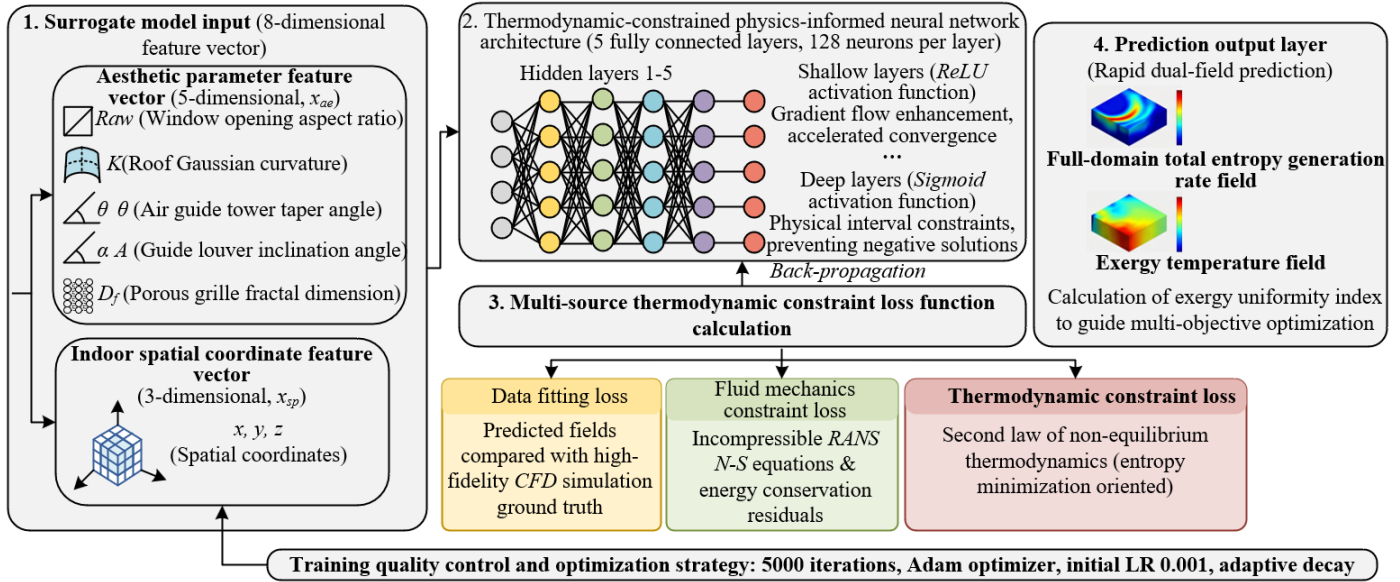 1. Surrogate model input (8-dimensional
feature vector)
Aesthetic parameter feature
vector (5-dimensional, xae)
Raw (Window opening aspect ratio)
K(Roof Gaussian curvature)
θ θ (Air guide tower taper angle)
α A (Guide louver inclination angle)
Df (Porous grille fractal dimension)
Indoor spatial coordinate feature
vector
(3-dimensional, xsp)
x, y, z
(Spatial coordinates)
2. Thermodynamic-constrained physics-informed neural network
architecture (5 fully connected layers, 128 neurons per layer)
Hidden layers 1-5
Shallow layers (ReLU
activation function)
Gradient flow enhancement,
accelerated convergence
...
Deep layers (Sigmoid
activation function)
Physical interval constraints,
preventing negative solutions
Back-propagation
3. Multi-source thermodynamic constraint loss function
calculation
Data fitting loss
Predicted fields
compared with high-
fidelity CFD simulation
ground truth
Fluid mechanics
constraint loss
Incompressible RANS
N-S equations &
energy conservation
residuals
Thermodynamic constraint loss
Second law of non-equilibrium
thermodynamics (entropy
minimization oriented)
4. Prediction output layer
(Rapid dual-field prediction)
Full-domain total entropy generation
rate field
Exergy temperature field
Calculation of exergy uniformity index
to guide multi-objective optimization
Training quality control and optimization strategy: 5000 iterations, Adam optimizer, initial LR 0.001, adaptive decay